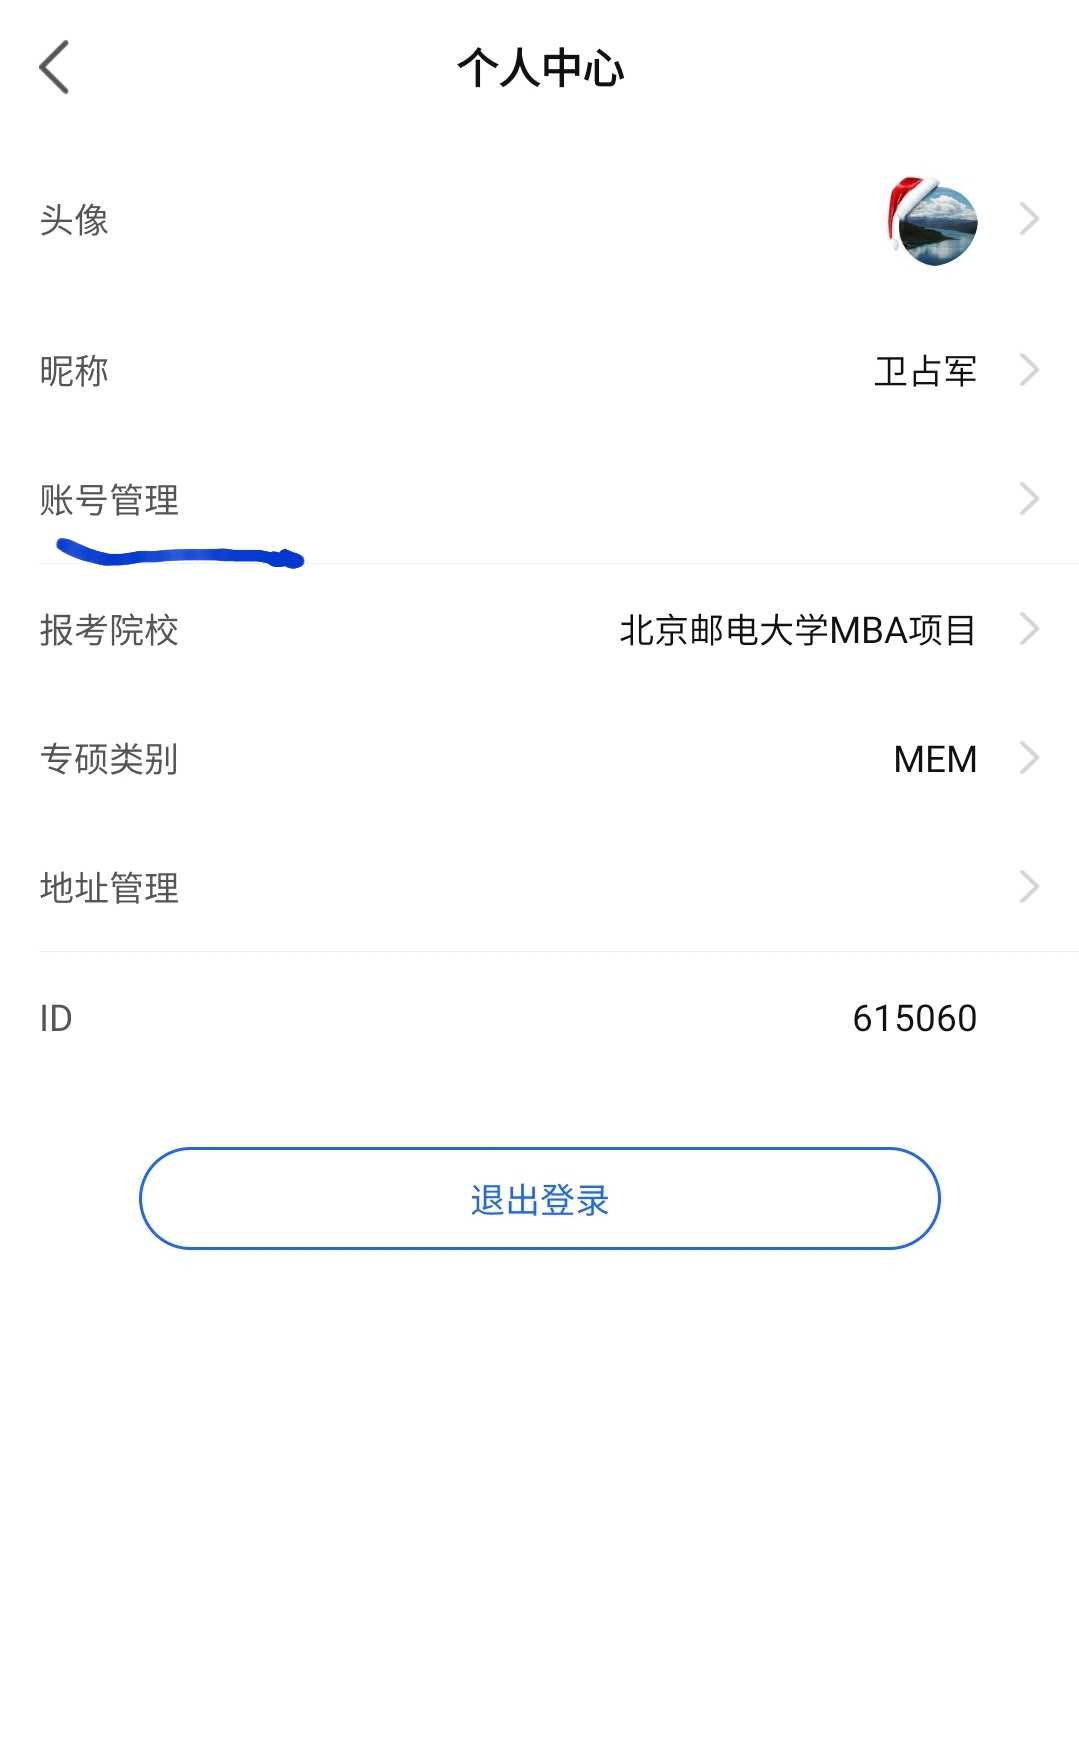 个人中心
头像
昵称 卫占军
账号管理
报考院校 北京邮电大学MBA项目
专硕类别 MEM
地址管理
ID 615060
退出登录